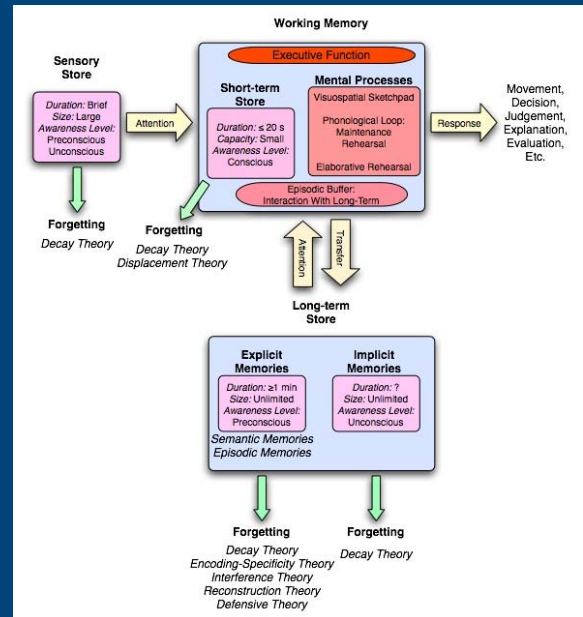 Working Memory
Sensory
Store
Duration: Brief
Size: Large
Awareness Level:
Preconscious
Unconscious
Attention
Forgetting
Decay Theory
Executive Function
Short-term
Store
Duration: ≤ 20 s
Capacity: Small
Awareness Level:
Conscious
Mental Processes
Visuospatial Sketchpad
Phonological Loop:
Maintenance
Rehearsal
Elaborative Rehearsal
Episodic Buffer:
Interaction With Long-Term
Response
Movement,
Decision,
Judgement,
Explanation,
Evaluation,
Etc.
Forgetting
Decay Theory
Displacement Theory
Attention
Transfer
Long-term
Store
Explicit
Memories
Duration: ≥1 min
Size: Unlimited
Awareness Level:
Preconscious
Semantic Memories
Episodic Memories
Implicit
Memories
Duration: ?
Size: Unlimited
Awareness Level:
Unconscious
Forgetting
Decay Theory
Encoding-Specificity Theory
Interference Theory
Reconstruction Theory
Defensive Theory
Forgetting
Decay Theory